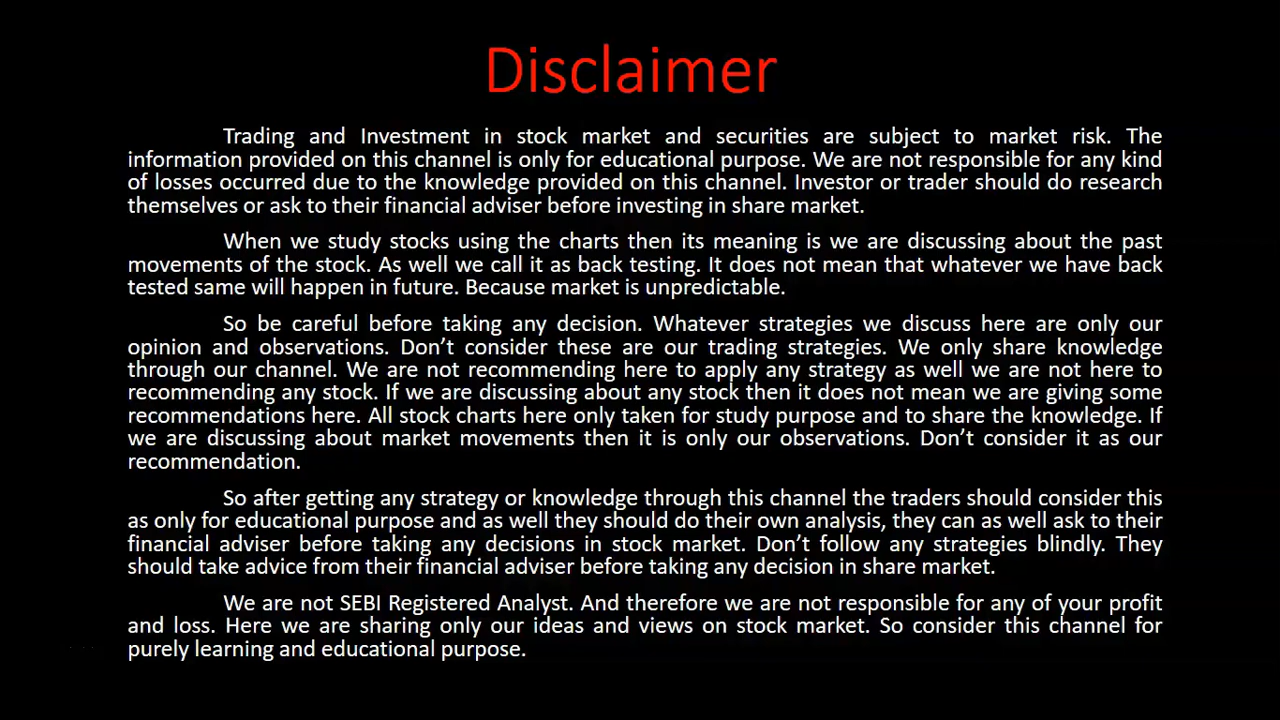 Disclaimer
Trading and Investment in stock market and securities are subject to market risk. The
information provided on this channel is only for educational purpose. We are not responsible for any kind
of losses occurred due to the knowledge provided on this channel. Investor or trader should do research
themselves or ask to their financial adviser before investing in share market.
When we study stocks using the charts then its meaning is we are discussing about the past
movements of the stock. As well we call it as back testing. It does not mean that whatever we have back
tested same will happen in future. Because market is unpredictable.
So be careful before taking any decision. Whatever strategies we discuss here are only our
opinion and observations. Don’t consider these are our trading strategies. We only share knowledge
through our channel. We are not recommending here to apply any strategy as well we are not here to
recommending any stock. If we are discussing about any stock then it does not mean we are giving some
recommendations here. All stock charts here only taken for study purpose and to share the knowledge. If
we are discussing about market movements then it is only our observations. Don’t consider it as our
recommendation.
So after getting any strategy or knowledge through this channel the traders should consider this
as only for educational purpose and as well they should do their own analysis, they can as well ask to their
financial adviser before taking any decisions in stock market. Don’t follow any strategies blindly. They
should take advice from their financial adviser before taking any decision in share market.
We are not SEBI Registered Analyst. And therefore we are not responsible for any of your profit
and loss. Here we are sharing only our ideas and views on stock market. So consider this channel for
purely learning and educational purpose.